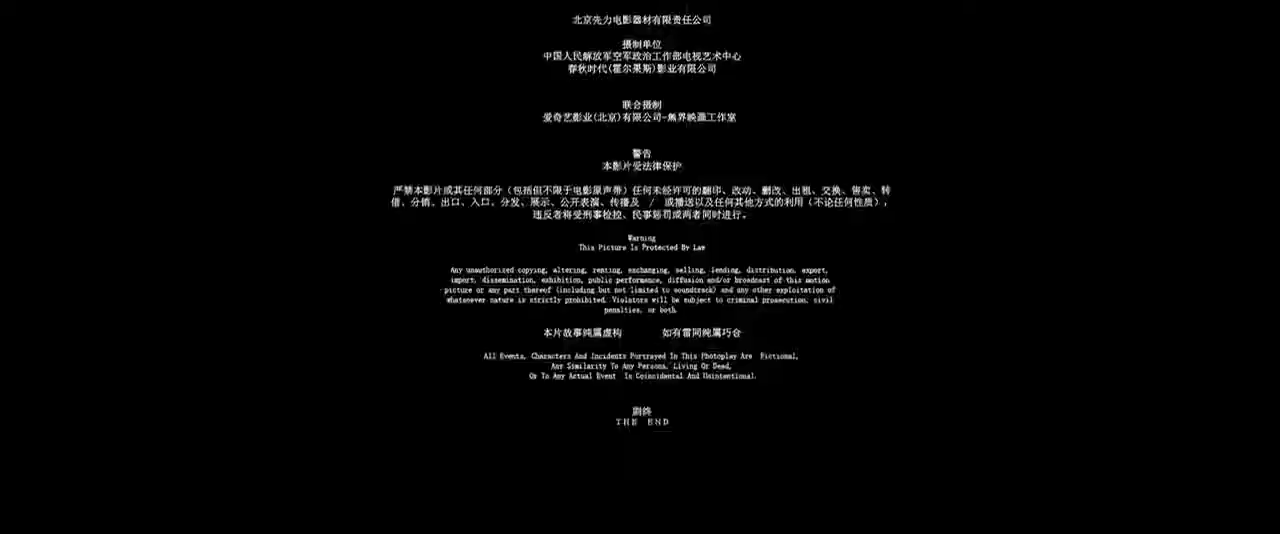 北京先力电影器材有限责任公司
摄制单位
中国人民解放军空军政治工作部电视艺术中心
春秋时代(霍尔果斯)影业有限公司
联合摄制
爱奇艺影业(北京)有限公司-无界映画工作室
警告
本影片受法律保护
严禁本影片或其任何部分(包括但不限于电影原声带)任何未经许可的翻印、改动、删改、出租、交换、售卖、转
借、分销、出口、入口、分发、展示、公开表演、传播及 / 或播送以及任何其他方式的利用(不论任何性质),
违反者将受刑事检控、民事惩罚或两者同时进行。
Warning
This Picture Is Protected By Law
Any unauthorized copying, altering, renting, exchanging, selling, lending, distribution, export,
import, dissemination, exhibition, public performance, diffusion and/or broadcast of this motion
picture or any part thereof (including but not limited to soundtrack) and any other exploitation of
whatsoever nature is strictly prohibited. Violators will be subject to criminal prosecution, civil
penalties, or both.
本片故事纯属虚构 如有雷同纯属巧合
All Events, Characters And Incidents Portrayed In This Photoplay Are Fictional,
Any Similarity To Any Persons, Living Or Dead,
Or To Any Actual Event Is Coincidental And Unintentional.
剧终
THE END